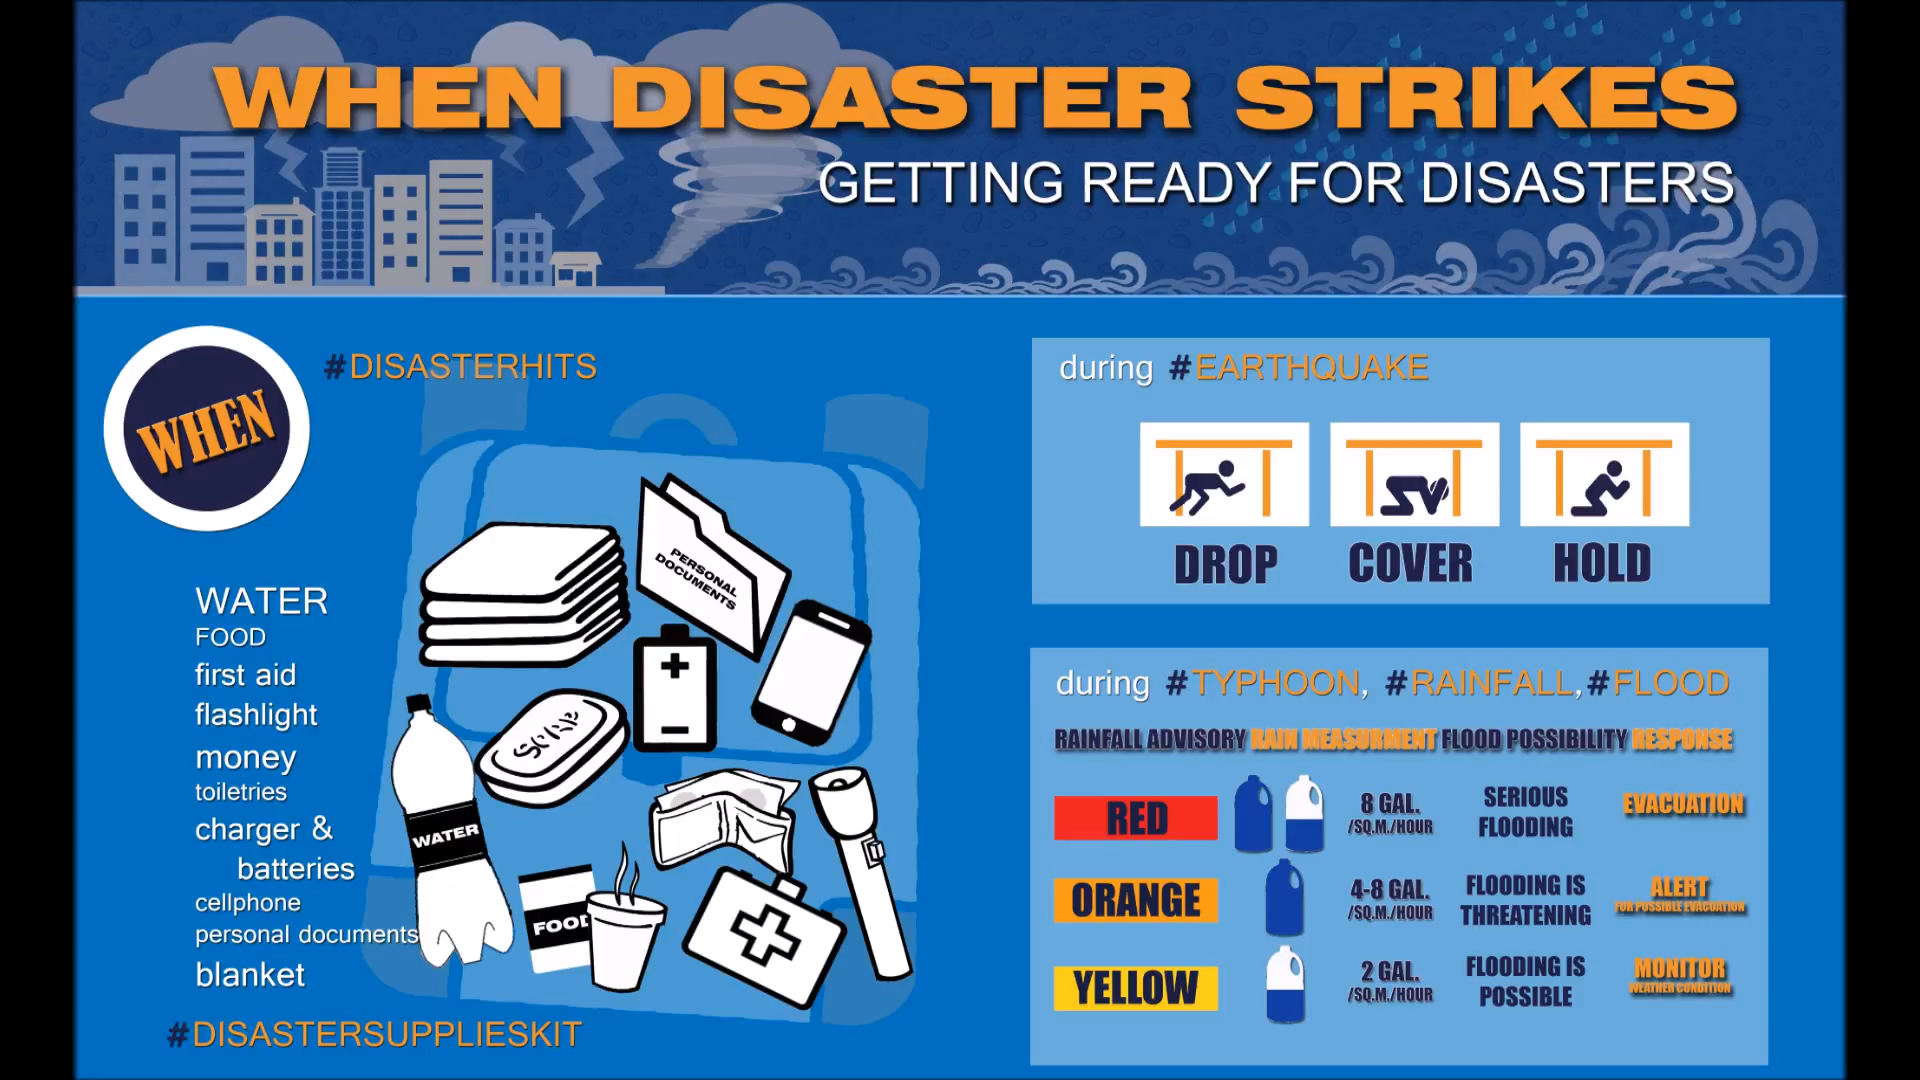 WHEN DISASTER STRIKES
GETTING READY FOR DISASTERS
WHEN
#DISASTERHITS
WATER
FOOD
first aid
flashlight
money
toiletries
charger &
batteries
cellphone
personal documents
blanket
#DISASTERSUPPLIESKIT
PERSONAL
DOCUMENTS
SOAP
WATER
FOOD
during #EARTHQUAKE
DROP COVER HOLD
during #TYPHOON, #RAINFALL,#FLOOD
RAINFALL ADVISORY RAIN MEASURMENT FLOOD POSSIBILITY RESPONSE
RED
8 GAL.
/SQ.M./HOUR
SERIOUS
FLOODING
EVACUATION
ORANGE
4-8 GAL.
/SQ.M./HOUR
FLOODING IS
THREATENING
ALERT
FOR POSSIBLE EVACUATION
YELLOW
2 GAL.
/SQ.M./HOUR
FLOODING IS
POSSIBLE
MONITOR
WEATHER CONDITION